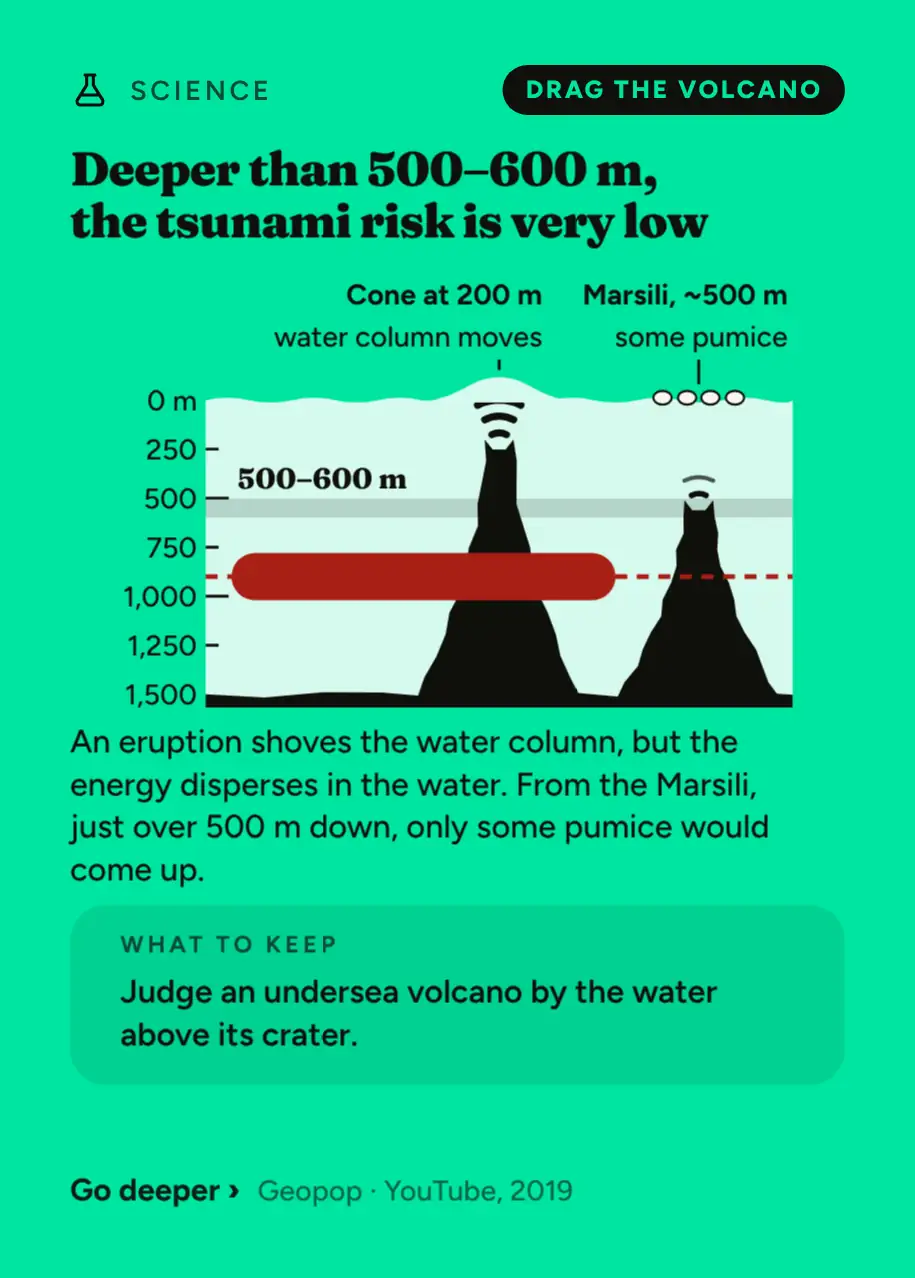 SCIENCE
DRAG THE VOLCANO
Deeper than 500–600 m,
the tsunami risk is very low
Cone at 200 m
water column moves
Marsili, ~500 m
some pumice
0 m
250
500–600 m
500
750
1,000
1,250
1,500
An eruption shoves the water column, but the
energy disperses in the water. From the Marsili,
just over 500 m down, only some pumice would
come up.
WHAT TO KEEP
Judge an undersea volcano by the water
above its crater.
Go deeper › Geopop · YouTube, 2019